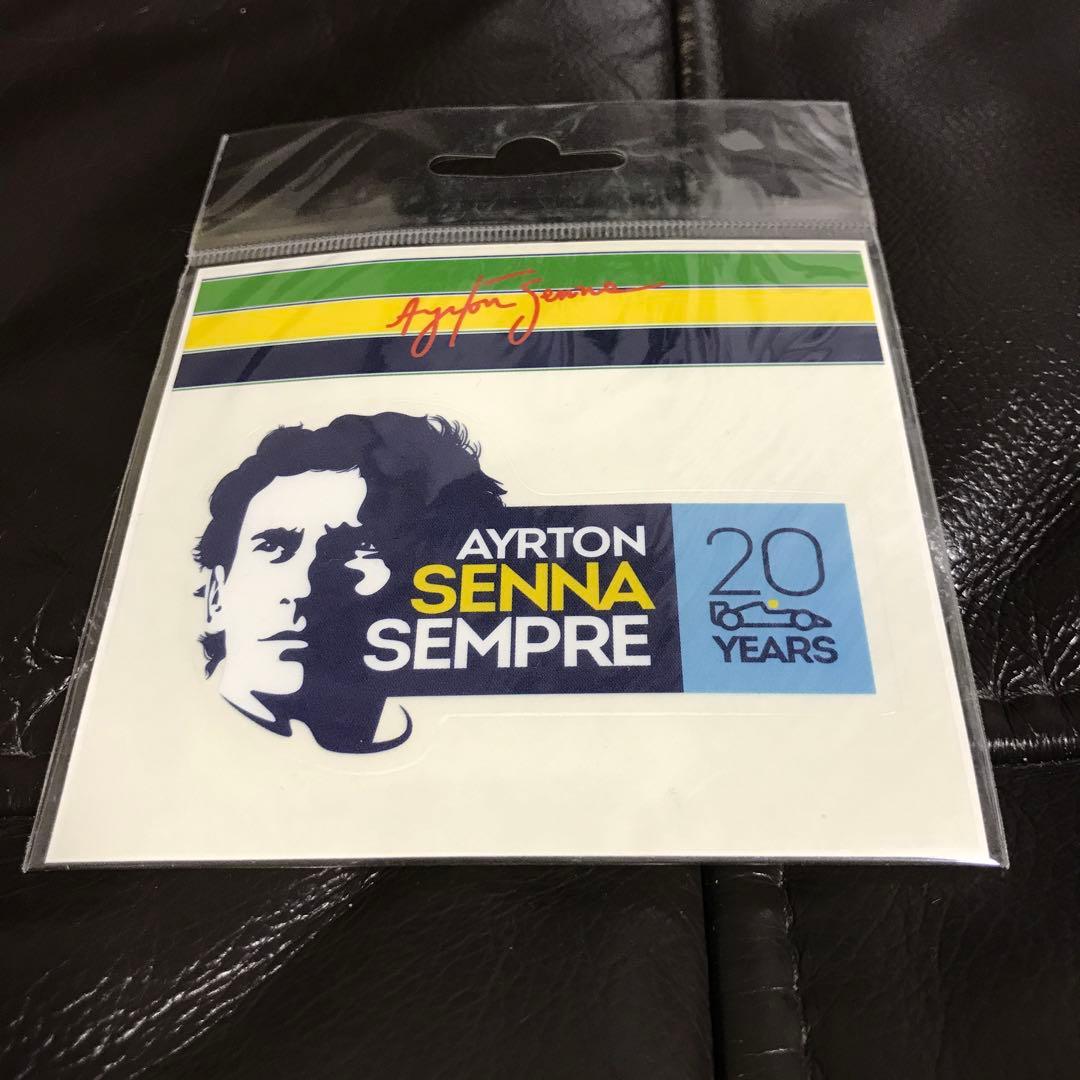 Ayrton Senna
AYRTON
SENNA
SEMPRE
20
YEARS